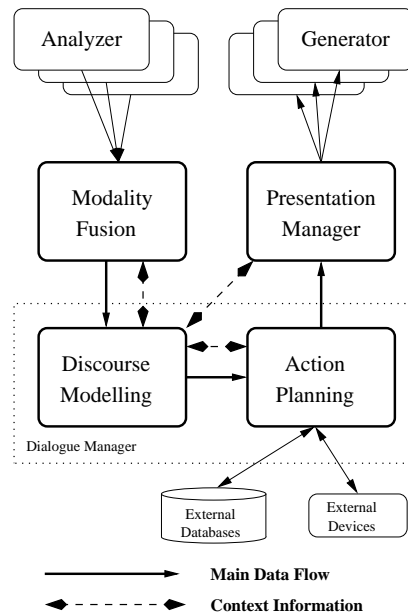 Analyzer
Generator
Modality
Fusion
Presentation
Manager
Discourse
Modelling
Action
Planning
Dialogue Manager
External
Databases
External
Devices
Main Data Flow
Context Information